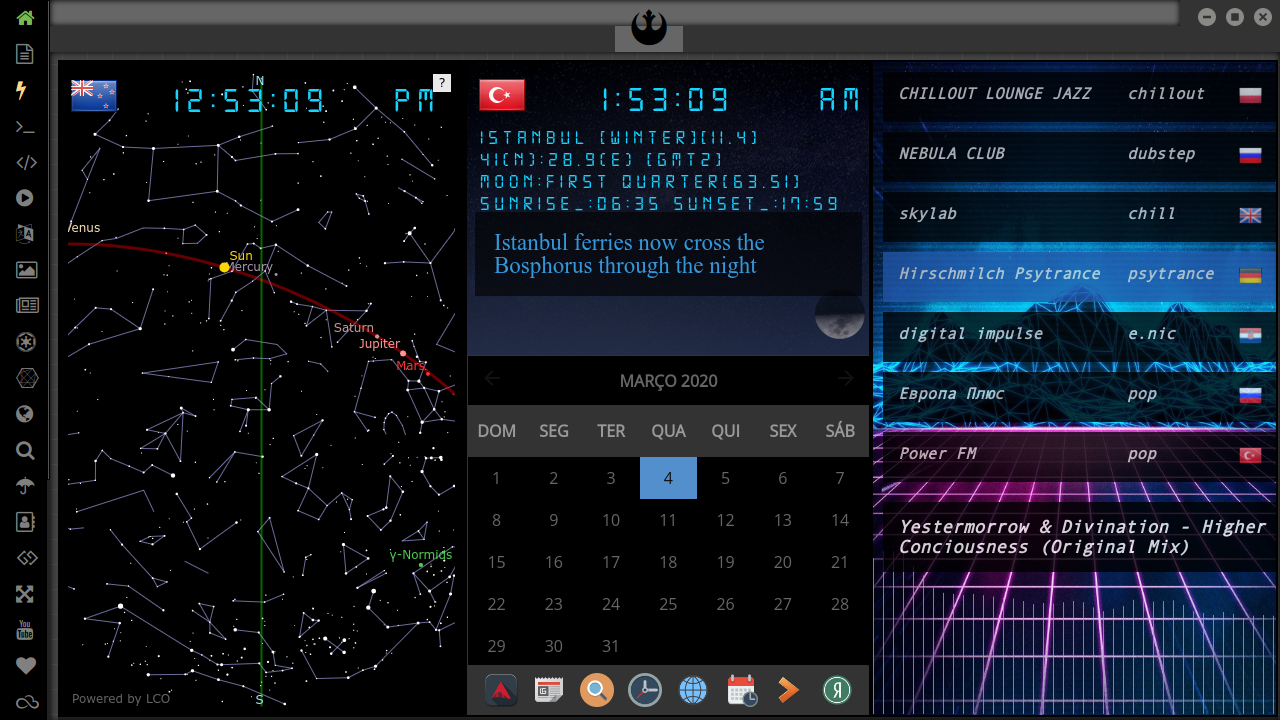 12:53:09 PM
?
N
Venus
Sun
Mercury
Saturn
Jupiter
Mars
γ-Normids
Powered by LCO
S
1:53:09 AM
ISTANBUL [WINTER][11.4]
41(N):28.9(E) [GMT2]
MOON:FIRST QUARTER[63.51]
SUNRISE_:06:35 SUNSET_:17:59
Istanbul ferries now cross the
Bosphorus through the night
MARÇO 2020
DOM SEG TER QUA QUI SEX SÁB
1 2 3 4 5 6 7
8 9 10 11 12 13 14
15 16 17 18 19 20 21
22 23 24 25 26 27 28
29 30 31
Я
CHILLOUT LOUNGE JAZZ chillout
NEBULA CLUB dubstep
skylab chill
Hirschmilch Psytrance psytrance
digital impulse e.nic
Европа Плюс pop
Power FM pop
Yestermorrow & Divination - Higher
Conciousness (Original Mix)
You
Tube